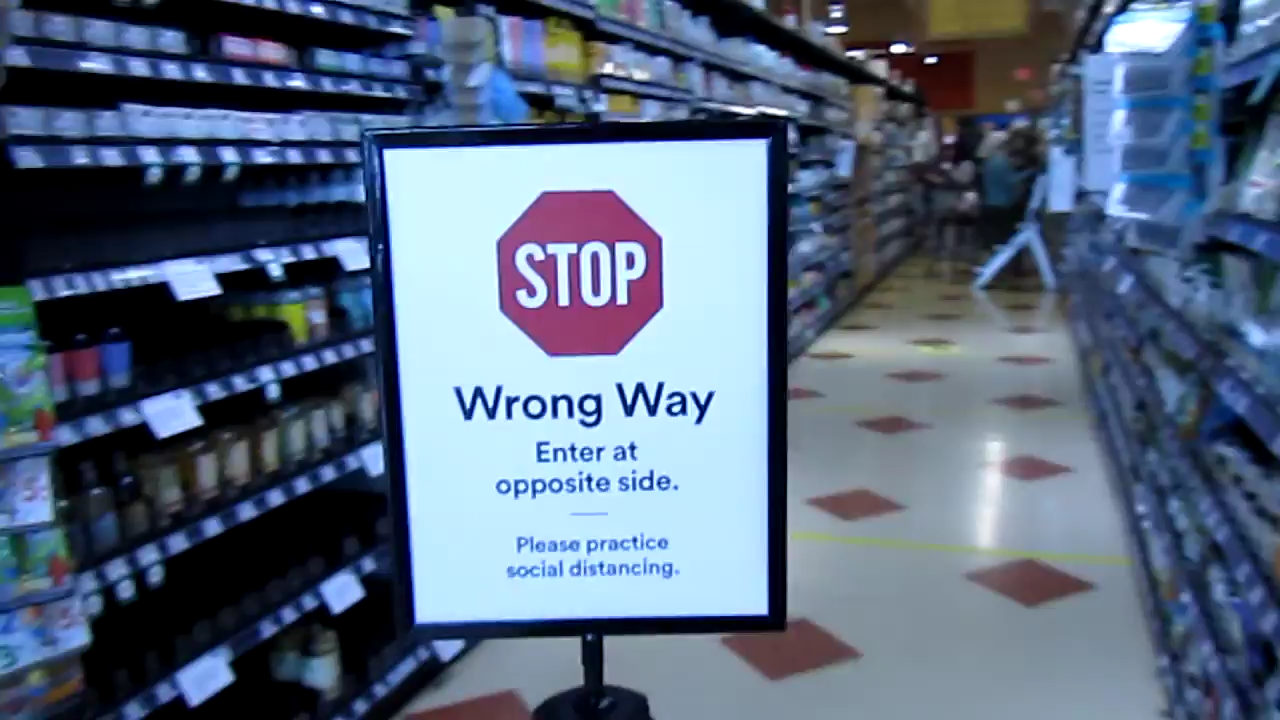 STOP
Wrong Way
Enter at
opposite side.
Please practice
social distancing.